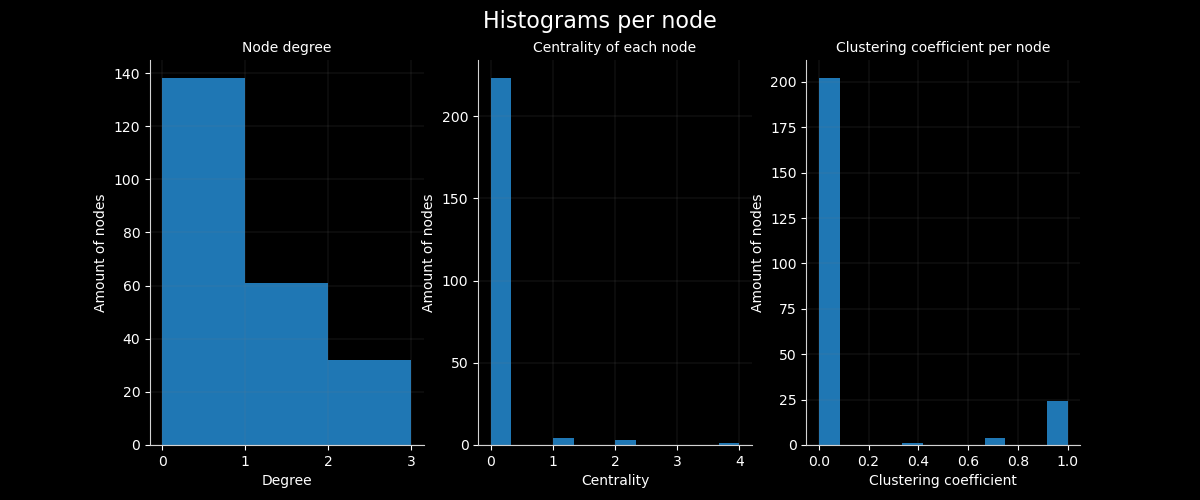 Histograms per node
Node degree
Centrality of each node
Clustering coefficient per node
140
120
100
80
60
40
20
0
Amount of nodes
0 1 2 3
Degree
200
150
100
50
0
Amount of nodes
0 1 2 3 4
Centrality
200
175
150
125
100
75
50
25
0
Amount of nodes
0.0 0.2 0.4 0.6 0.8 1.0
Clustering coefficient